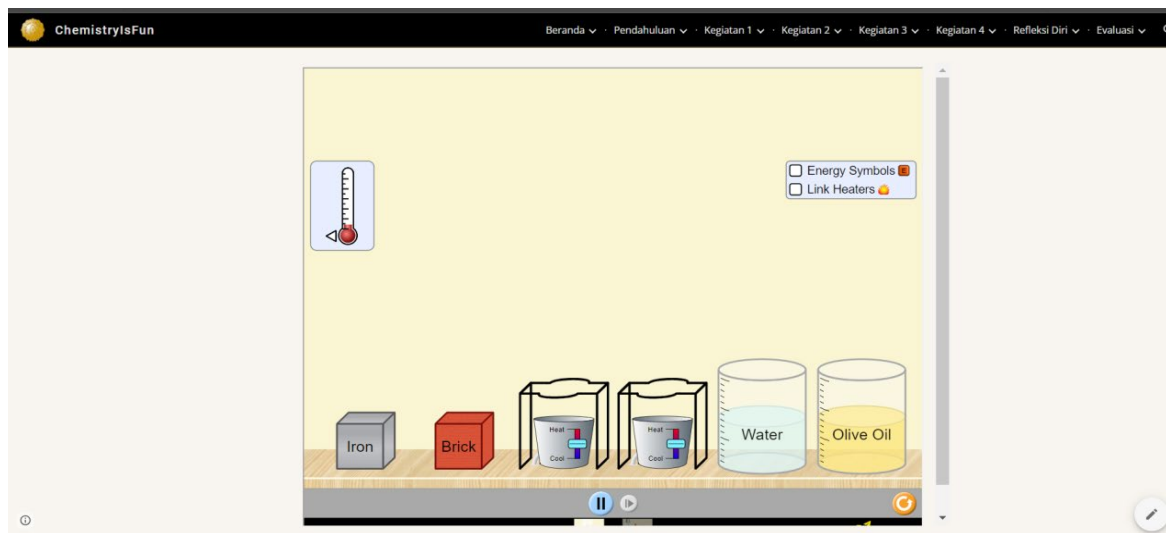 ChemistryIsFun
Beranda · Pendahuluan · Kegiatan 1 · Kegiatan 2 · Kegiatan 3 · Kegiatan 4 · Refleksi Diri · Evaluasi
Energy Symbols E
Link Heaters
Iron
Brick
Heat
Cool
Heat
Cool
Water
Olive Oil